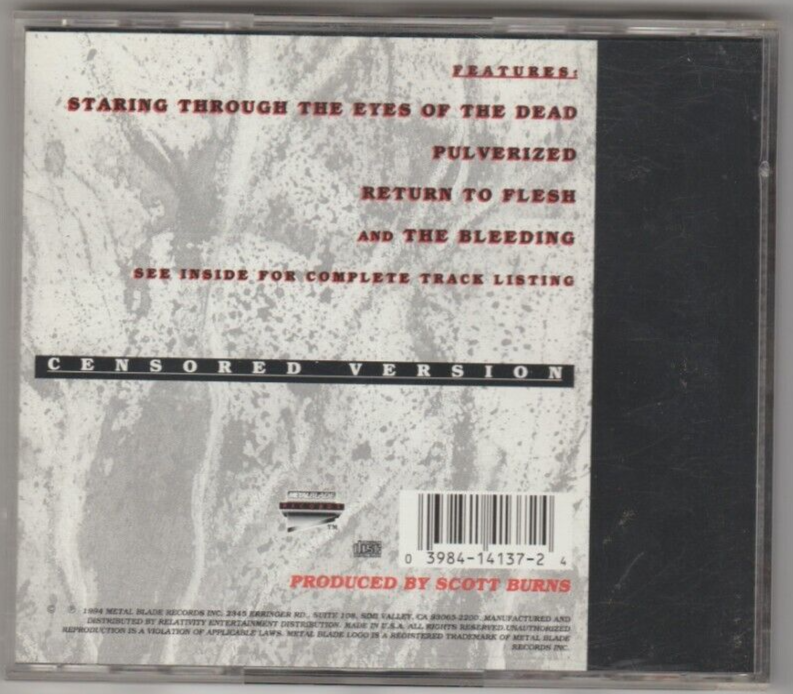 FEATURES:
STARING THROUGH THE EYES OF THE DEAD
PULVERIZED
RETURN TO FLESH
AND THE BLEEDING
SEE INSIDE FOR COMPLETE TRACK LISTING
CENSORED VERSION
METAL BLADE
RECORDS
TM
0 3984-14137-2 4
PRODUCED BY SCOTT BURNS
© ℗ 1994 METAL BLADE RECORDS INC. 2345 ERRINGER RD., SUITE 108, SIMI VALLEY, CA 93065-2200. MANUFACTURED AND
DISTRIBUTED BY RELATIVITY ENTERTAINMENT DISTRIBUTION. MADE IN U.S.A. ALL RIGHTS RESERVED. UNAUTHORIZED
REPRODUCTION IS A VIOLATION OF APPLICABLE LAWS. METAL BLADE LOGO IS A REGISTERED TRADEMARK OF METAL BLADE
RECORDS INC.